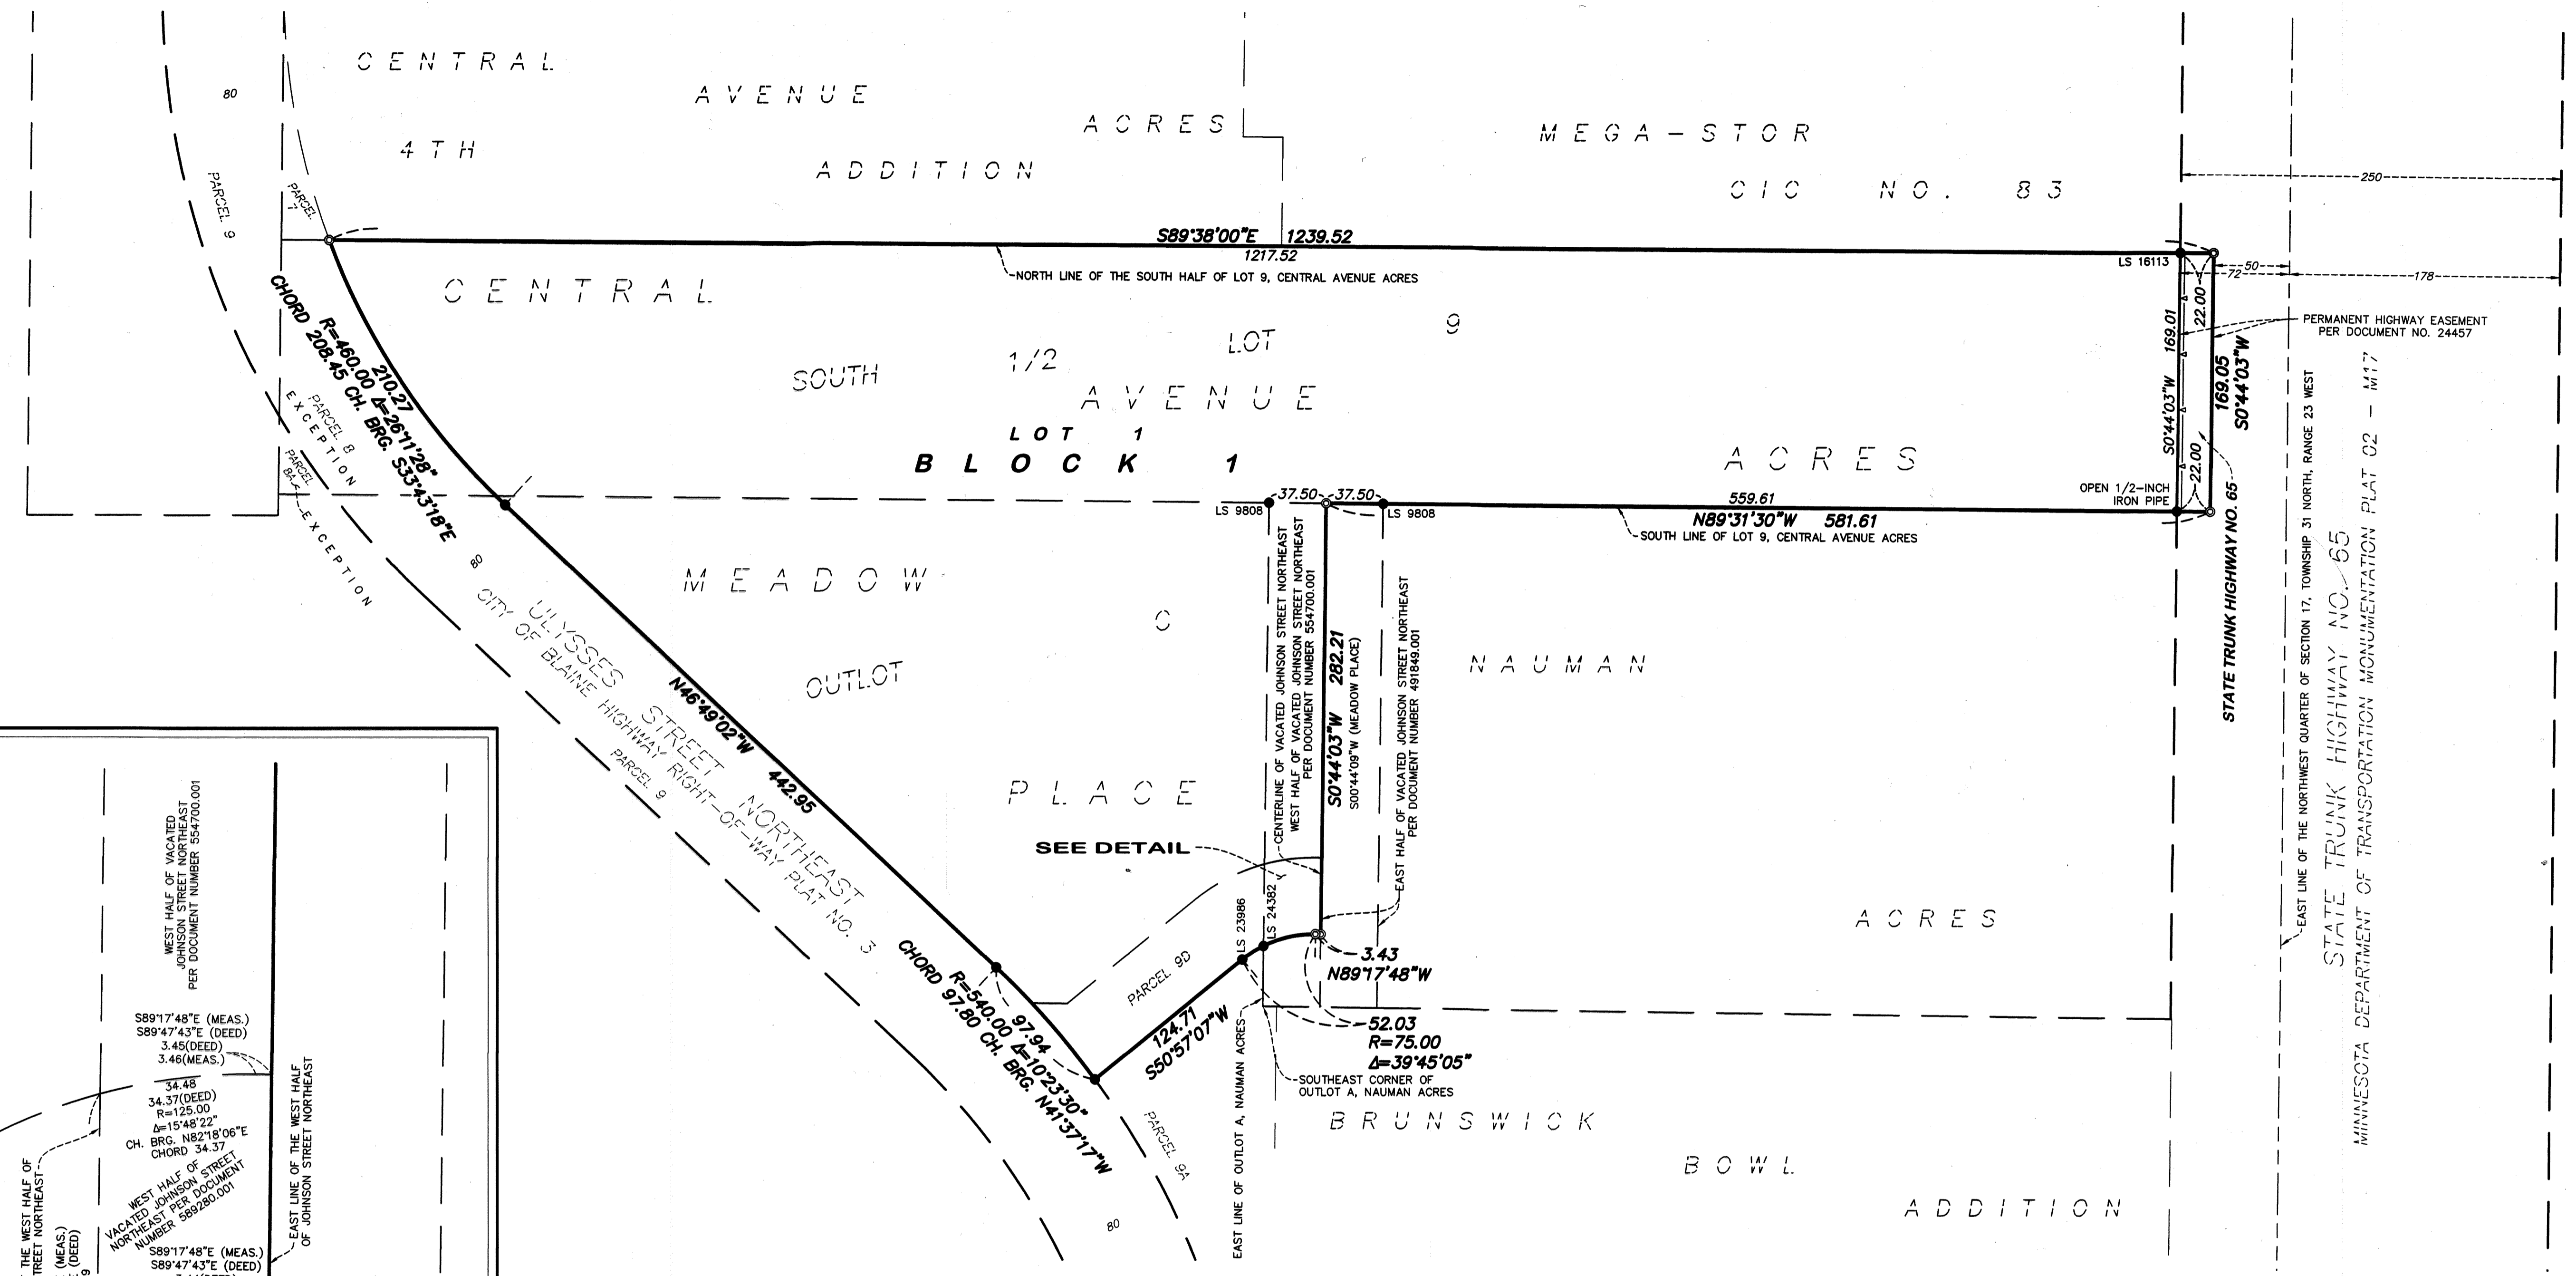 CENTRAL
AVENUE
ACRES
4TH
ADDITION
MEGA-STOR
CIC NO. 83
80
PARCEL 9
PARCEL 7
250
S89°38'00"E 1239.52
1217.52
NORTH LINE OF THE SOUTH HALF OF LOT 9, CENTRAL AVENUE ACRES
LS 16113
50
72
178
22.00
PERMANENT HIGHWAY EASEMENT
PER DOCUMENT NO. 24457
CENTRAL
SOUTH 1/2 LOT 9
AVENUE
ACRES
LOT 1
BLOCK 1
210.27
R=460.00 Δ=26°11'28"
CHORD 208.45 CH. BRG. S33°43'18"E
PARCEL 8
EXCEPTION
PARCEL 8A
EXCEPTION
S0°44'03"W 169.01
169.05
S0°44'03"W
22.00
OPEN 1/2-INCH
IRON PIPE
STATE TRUNK HIGHWAY NO. 65
37.50
37.50
LS 9808
LS 9808
559.61
N89°31'30"W 581.61
SOUTH LINE OF LOT 9, CENTRAL AVENUE ACRES
EAST LINE OF THE NORTHWEST QUARTER OF SECTION 17, TOWNSHIP 31 NORTH, RANGE 23 WEST
STATE TRUNK HIGHWAY NO. 65
MINNESOTA DEPARTMENT OF TRANSPORTATION MONUMENTATION PLAT 02 - M17
MEADOW
C
OUTLOT
PLACE
80
ULYSSES STREET NORTHEAST
CITY OF BLAINE HIGHWAY RIGHT-OF-WAY PLAT NO. 3
PARCEL 9
N46°49'02"W 442.95
CENTERLINE OF VACATED JOHNSON STREET NORTHEAST
WEST HALF OF VACATED JOHNSON STREET NORTHEAST
PER DOCUMENT NUMBER 554700.001
S0°44'03"W 282.21
S00°44'09"W (MEADOW PLACE)
EAST HALF OF VACATED JOHNSON STREET NORTHEAST
PER DOCUMENT NUMBER 491849.001
NAUMAN
ACRES
SEE DETAIL
LS 23986
LS 24382
3.43
N89°17'48"W
PARCEL 9D
124.71
S50°57'07"W
52.03
R=75.00
Δ=39°45'05"
SOUTHEAST CORNER OF
OUTLOT A, NAUMAN ACRES
EAST LINE OF OUTLOT A, NAUMAN ACRES
97.94
R=540.00 Δ=10°23'30"
CHORD 97.80 CH. BRG. N41°37'17"W
PARCEL 9A
80
BRUNSWICK
BOWL
ADDITION
WEST HALF OF VACATED
JOHNSON STREET NORTHEAST
PER DOCUMENT NUMBER 554700.001
S89°17'48"E (MEAS.)
S89°47'43"E (DEED)
3.45(DEED)
3.46(MEAS.)
34.48
34.37(DEED)
R=125.00
Δ=15°48'22"
CH. BRG. N82°18'06"E
CHORD 34.37
WEST HALF OF
VACATED JOHNSON STREET
NORTHEAST PER DOCUMENT
NUMBER 589280.001
EAST LINE OF THE WEST HALF
OF JOHNSON STREET NORTHEAST
THE WEST HALF OF
TREET NORTHEAST
(MEAS.)
(DEED)
9
S89°17'48"E (MEAS.)
S89°47'43"E (DEED)